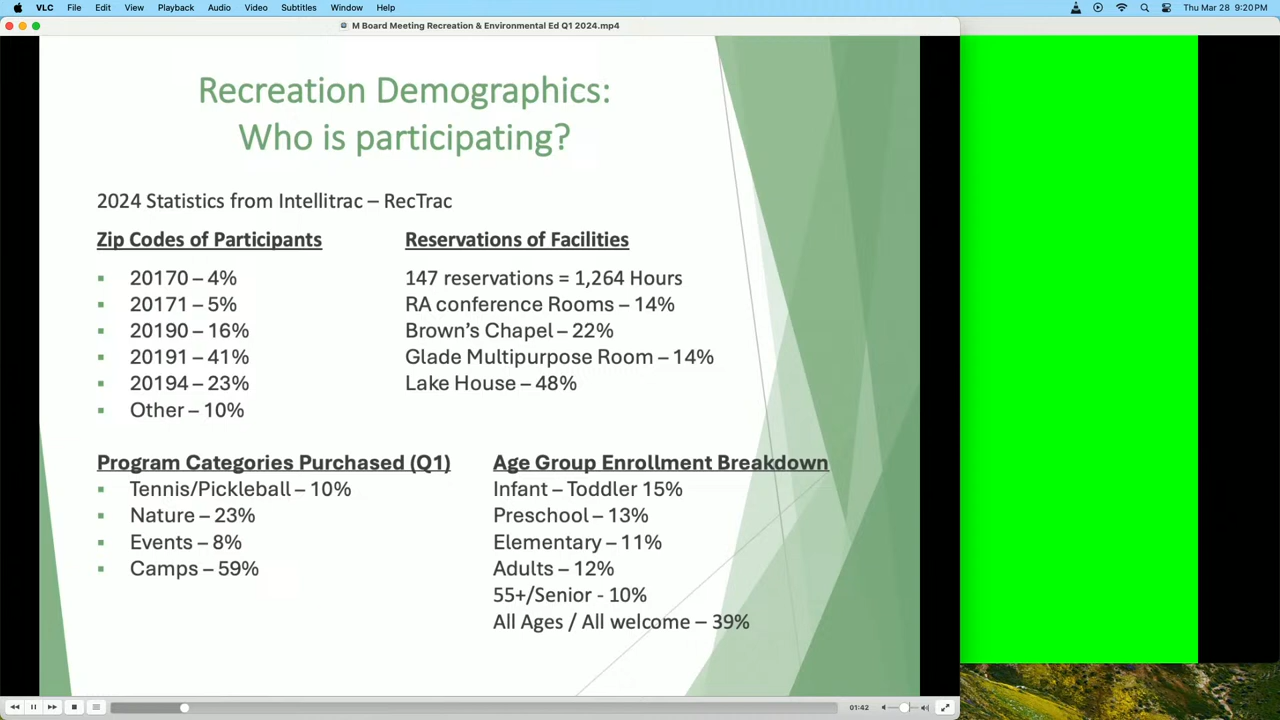 VLC File Edit View Playback Audio Video Subtitles Window Help Thu Mar 28 9:20 PM
M Board Meeting Recreation & Environmental Ed Q1 2024.mp4
Recreation Demographics:
Who is participating?
2024 Statistics from Intellitrac – RecTrac
Zip Codes of Participants
20170 – 4%
20171 – 5%
20190 – 16%
20191 – 41%
20194 – 23%
Other – 10%
Reservations of Facilities
147 reservations = 1,264 Hours
RA conference Rooms – 14%
Brown’s Chapel – 22%
Glade Multipurpose Room – 14%
Lake House – 48%
Program Categories Purchased (Q1)
Tennis/Pickleball – 10%
Nature – 23%
Events – 8%
Camps – 59%
Age Group Enrollment Breakdown
Infant – Toddler 15%
Preschool – 13%
Elementary – 11%
Adults – 12%
55+/Senior - 10%
All Ages / All welcome – 39%
01:42